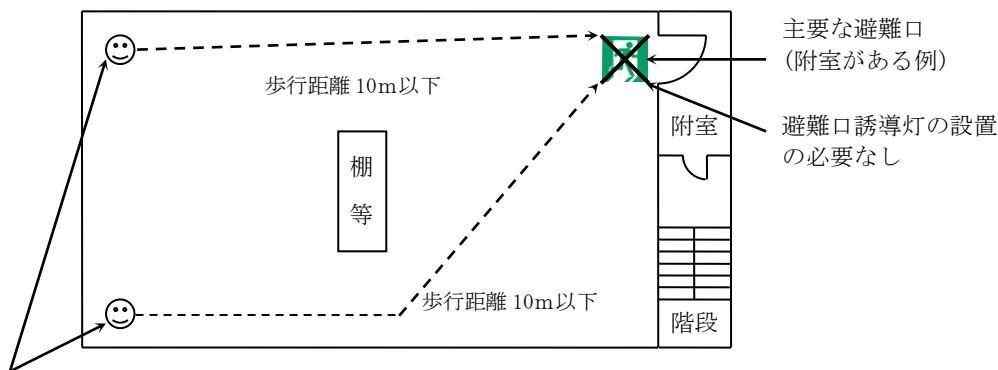 主要な避難口
（附室がある例）
歩行距離 10m以下
避難口誘導灯の設置
の必要なし
附室
棚
等
歩行距離 10m以下
階段